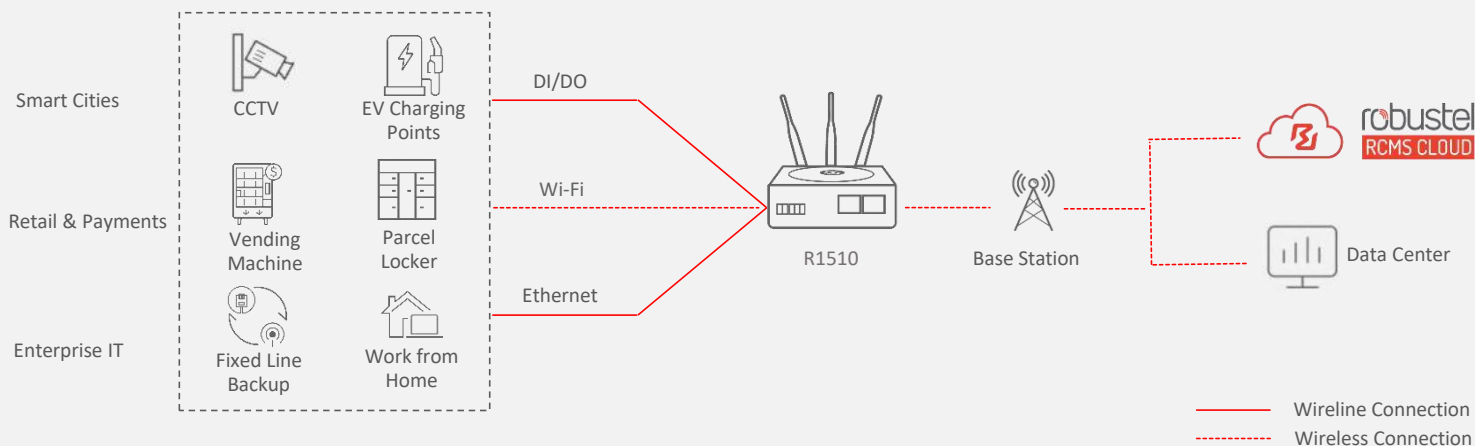 Smart Cities
CCTV
EV Charging
Points
Retail & Payments
Vending
Machine
Parcel
Locker
Enterprise IT
Fixed Line
Backup
Work from
Home
DI/DO
Wi-Fi
Ethernet
R1510
Base Station
robustel
RCMS CLOUD
Data Center
Wireline Connection
Wireless Connection